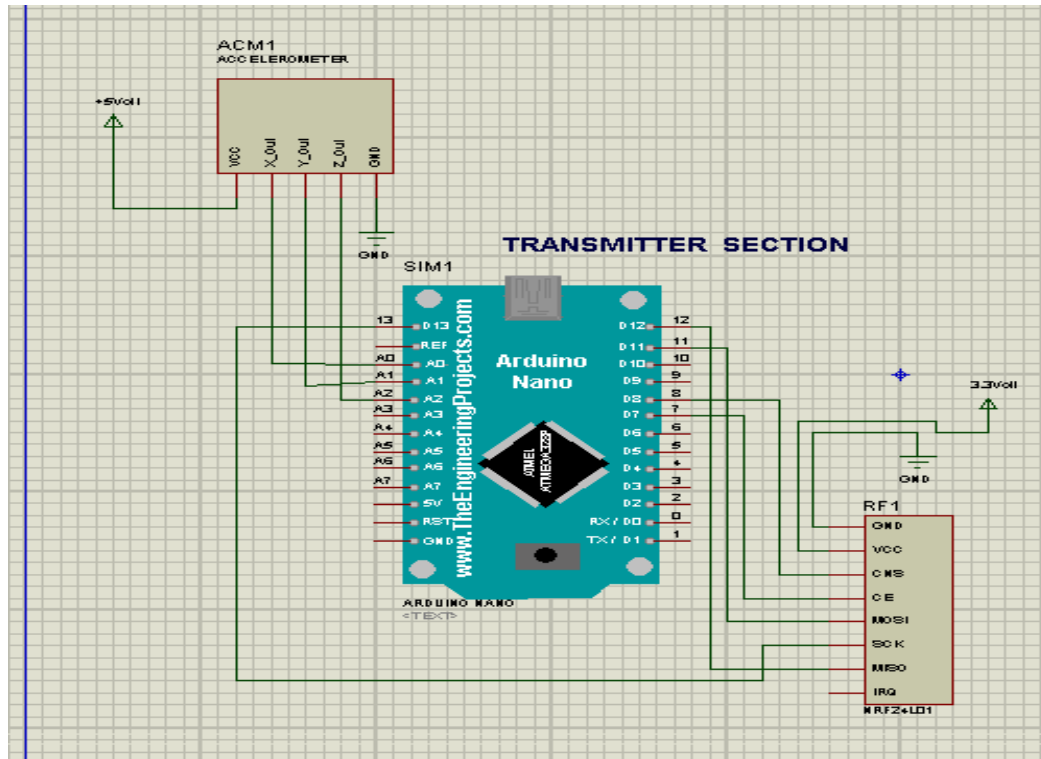 ACM1
ACCELEROMETER
+5Volt
VCC
X_out
Y_out
Z_out
GND
GND
TRANSMITTER SECTION
SIM1
13
D13
REF
A0
A0
A1
A1
A2
A2
A3
A3
A4
A4
A5
A5
A6
A6
A7
A7
5V
RST
GND
www.TheEngineeringProjects.com
Arduino
Nano
ATMEL
ATMEGA328P
D12
12
D11
11
D10
10
D9
9
D8
8
D7
7
D6
6
D5
5
D4
4
D3
3
D2
2
RX / D0
0
TX / D1
1
ARDUINO NANO
<TEXT>
3.3Volt
GND
RF1
GND
VCC
CNS
CE
MOSI
SCK
MISO
IRQ
NRF24L01